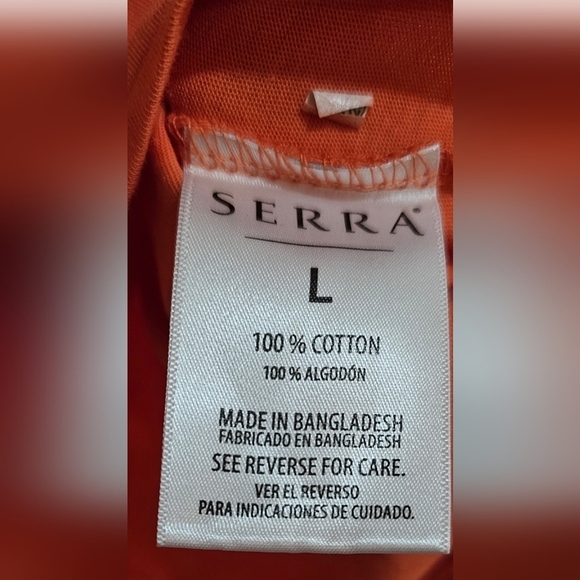 SERRA®
L
100 % COTTON
100 % ALGODÓN
MADE IN BANGLADESH
FABRICADO EN BANGLADESH
SEE REVERSE FOR CARE.
VER EL REVERSO
PARA INDICACIONES DE CUIDADO.